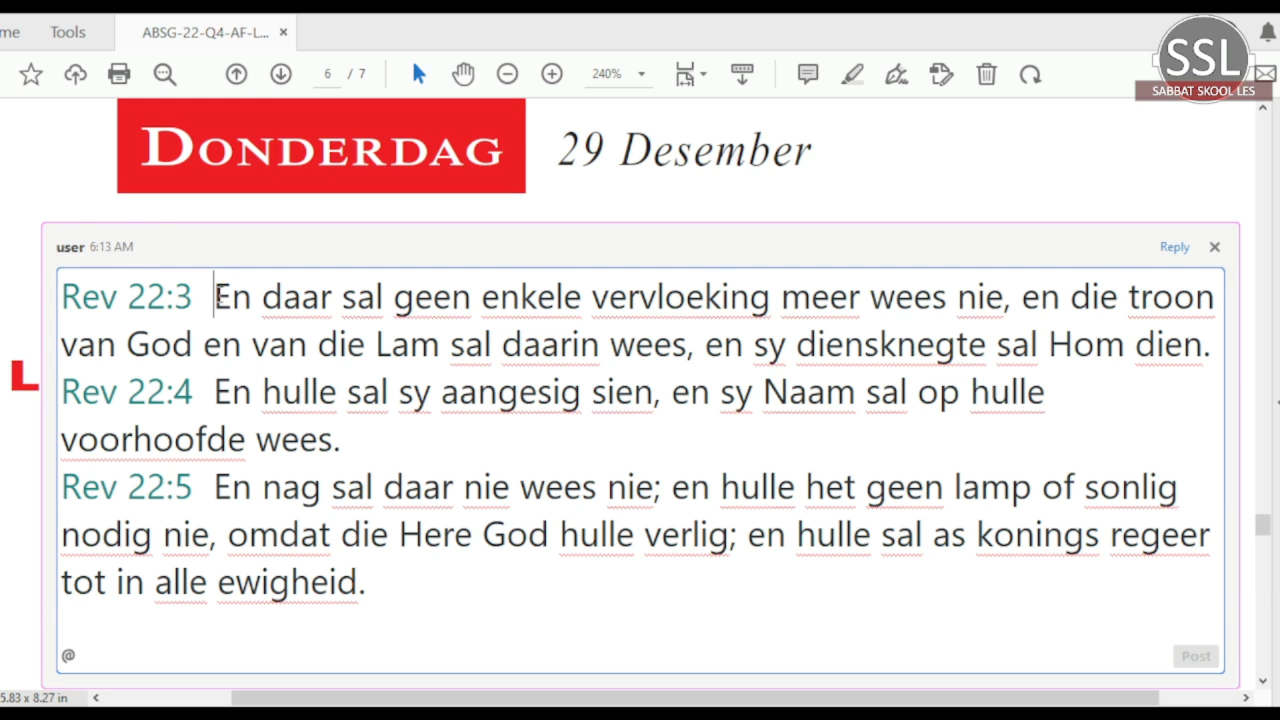 me Tools ABSG-22-Q4-AF-L... ×
SSL
SABBAT SKOOL LES
6 / 7 240%
DONDERDAG 29 Desember
user 6:13 AM Reply
Rev 22:3 En daar sal geen enkele vervloeking meer wees nie, en die troon
van God en van die Lam sal daarin wees, en sy diensknegte sal Hom dien.
Rev 22:4 En hulle sal sy aangesig sien, en sy Naam sal op hulle
voorhoofde wees.
Rev 22:5 En nag sal daar nie wees nie; en hulle het geen lamp of sonlig
nodig nie, omdat die Here God hulle verlig; en hulle sal as konings regeer
tot in alle ewigheid.
@ Post
5.83 x 8.27 in